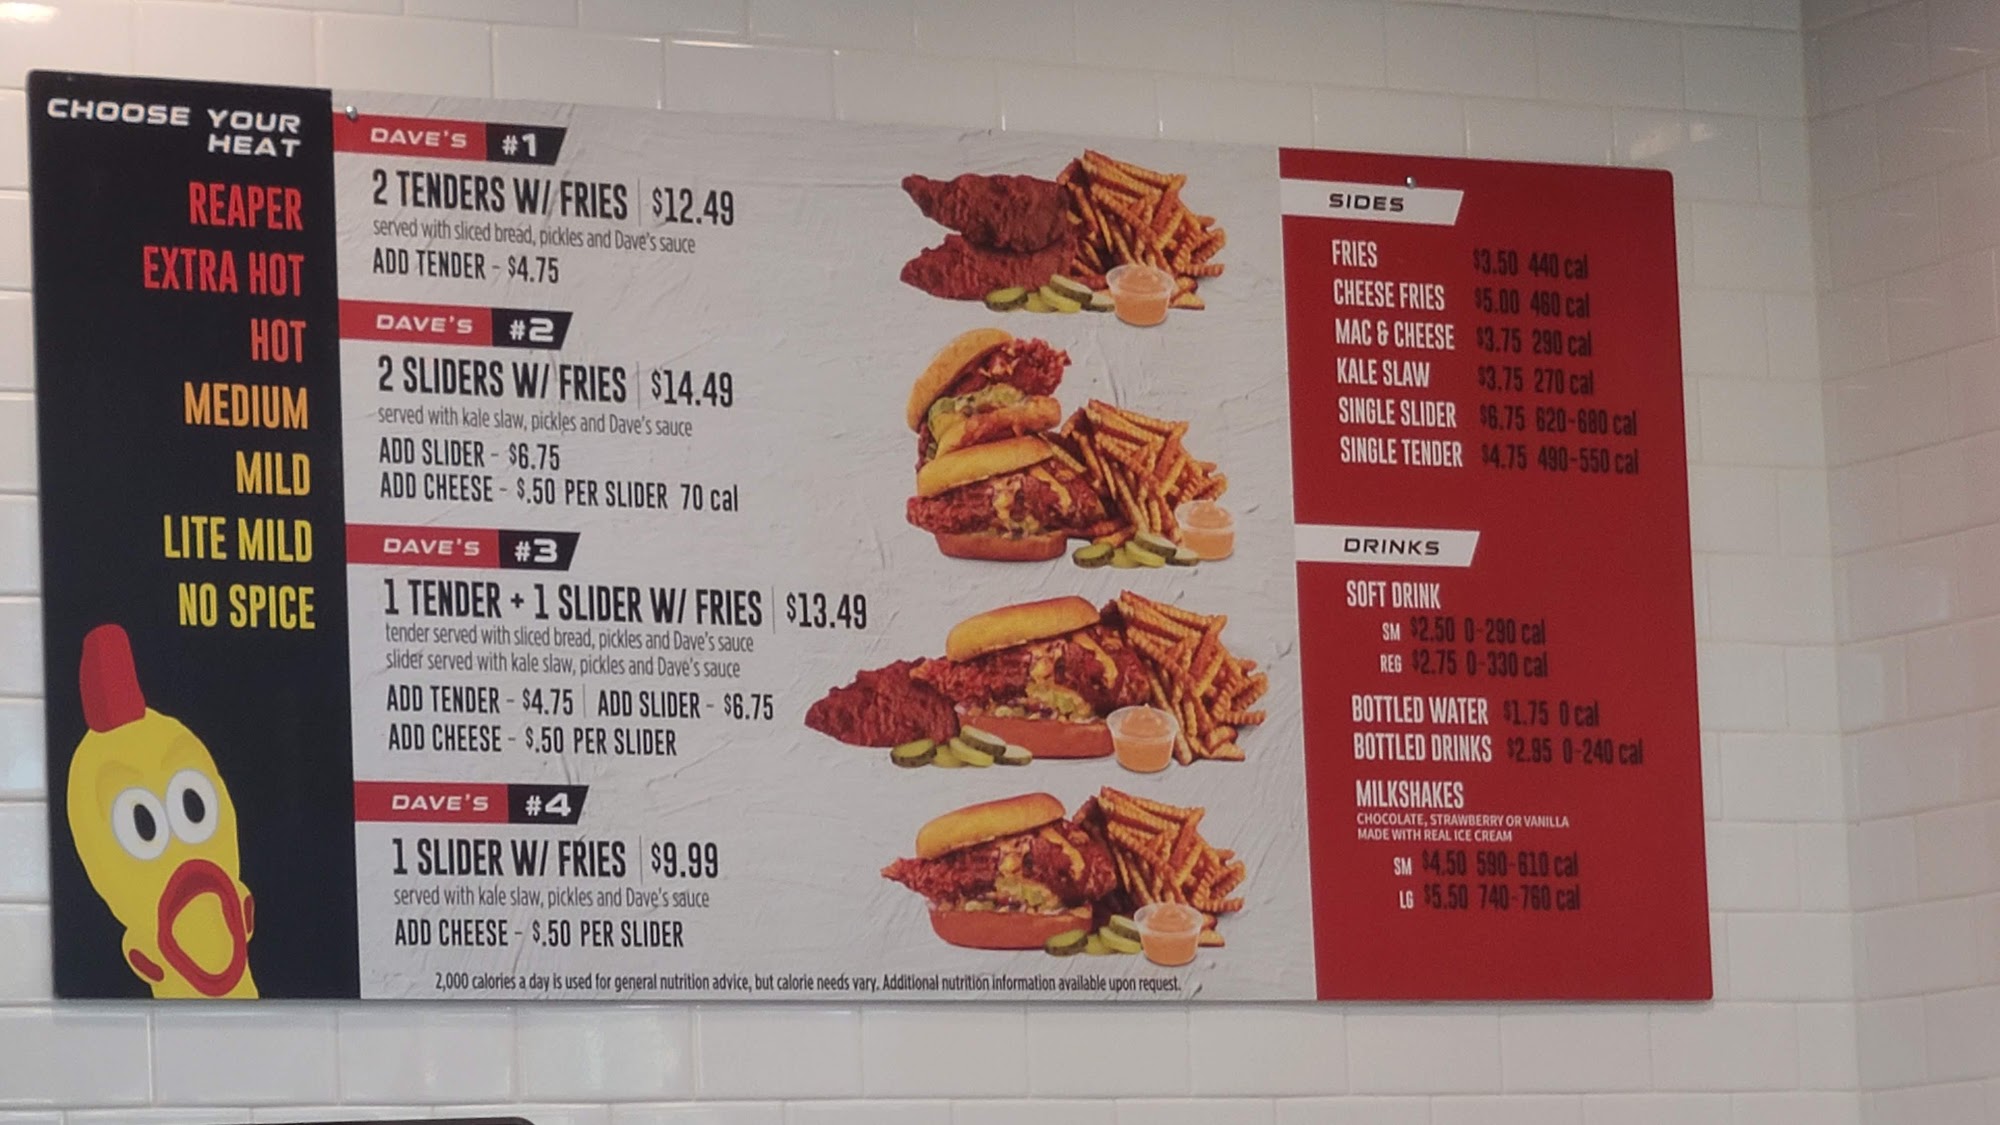 CHOOSE YOUR
HEAT
REAPER
EXTRA HOT
HOT
MEDIUM
MILD
LITE MILD
NO SPICE
DAVE'S #1
2 TENDERS W/ FRIES | $12.49
served with sliced bread, pickles and Dave's sauce
ADD TENDER - $4.75
DAVE'S #2
2 SLIDERS W/ FRIES | $14.49
served with kale slaw, pickles and Dave's sauce
ADD SLIDER - $6.75
ADD CHEESE - $.50 PER SLIDER 70 cal
DAVE'S #3
1 TENDER + 1 SLIDER W/ FRIES | $13.49
tender served with sliced bread, pickles and Dave's sauce
slider served with kale slaw, pickles and Dave's sauce
ADD TENDER - $4.75 | ADD SLIDER - $6.75
ADD CHEESE - $.50 PER SLIDER
DAVE'S #4
1 SLIDER W/ FRIES | $9.99
served with kale slaw, pickles and Dave's sauce
ADD CHEESE - $.50 PER SLIDER
2,000 calories a day is used for general nutrition advice, but calorie needs vary. Additional nutrition information available upon request.
SIDES
FRIES $3.50 440 cal
CHEESE FRIES $5.00 460 cal
MAC & CHEESE $3.75 290 cal
KALE SLAW $3.75 270 cal
SINGLE SLIDER $6.75 620-680 cal
SINGLE TENDER $4.75 490-550 cal
DRINKS
SOFT DRINK
SM $2.50 0-290 cal
REG $2.75 0-330 cal
BOTTLED WATER $1.75 0 cal
BOTTLED DRINKS $2.95 0-240 cal
MILKSHAKES
CHOCOLATE, STRAWBERRY OR VANILLA
MADE WITH REAL ICE CREAM
SM $4.50 590-610 cal
LG $5.50 740-760 cal